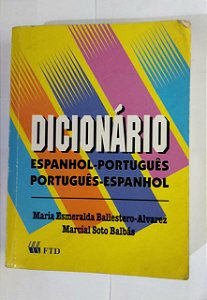 DICIONÁRIO
ESPANHOL-PORTUGUÊS
PORTUGUÊS-ESPANHOL
Maria Esmeralda Ballestero-Alvarez
Marcial Soto Balbás
FTD